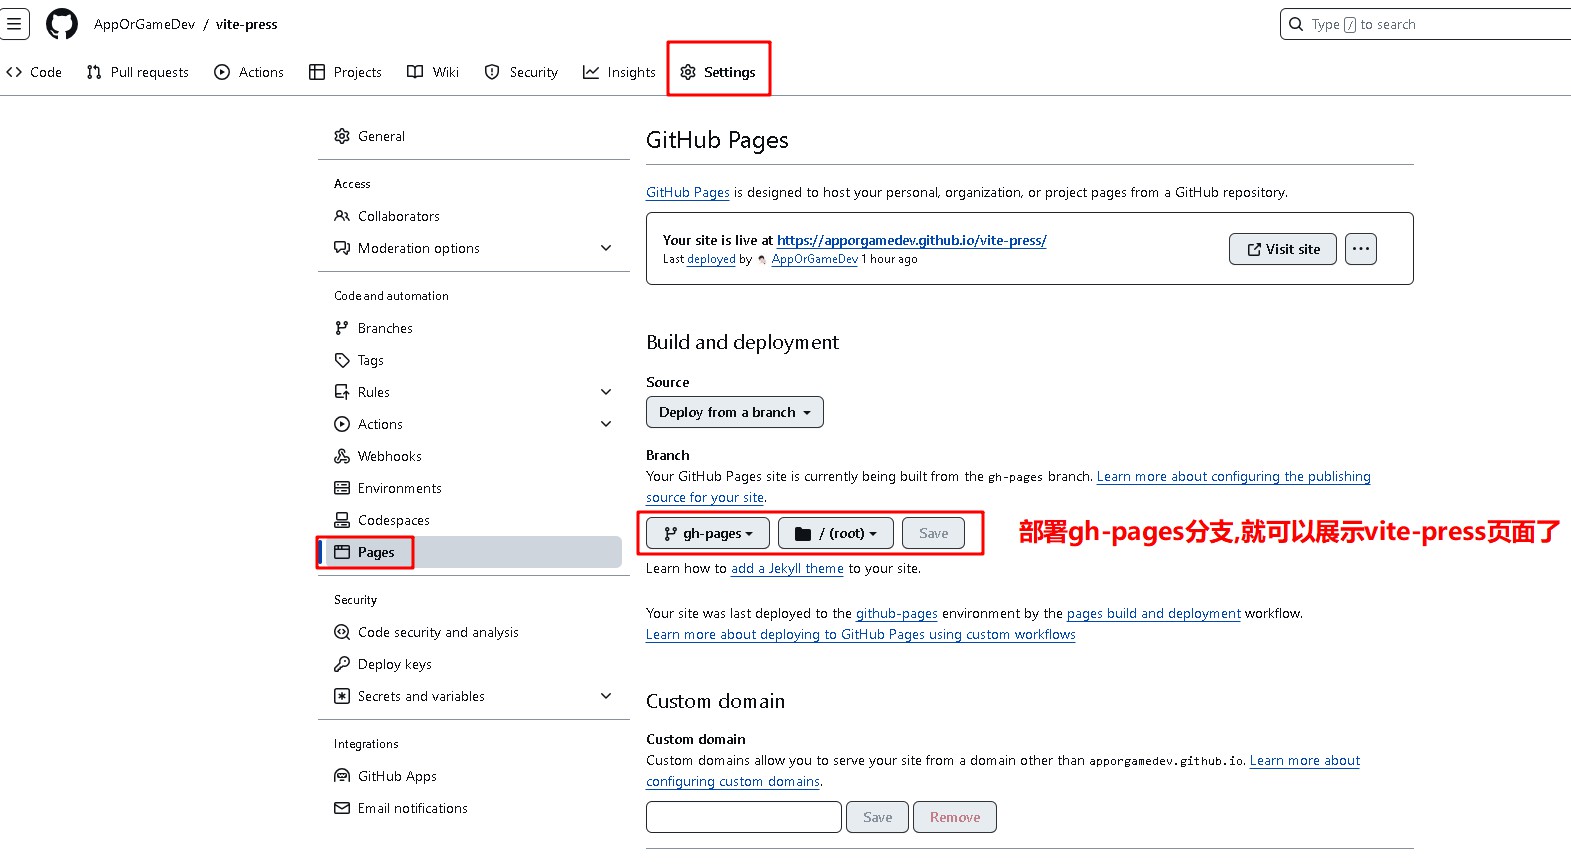 AppOrGameDev / vite-press
Type / to search
Code Pull requests Actions Projects Wiki Security Insights Settings
General
Access
Collaborators
Moderation options
Code and automation
Branches
Tags
Rules
Actions
Webhooks
Environments
Codespaces
Pages
Security
Code security and analysis
Deploy keys
Secrets and variables
Integrations
GitHub Apps
Email notifications
GitHub Pages
GitHub Pages is designed to host your personal, organization, or project pages from a GitHub repository.
Your site is live at https://apporgamedev.github.io/vite-press/
Last deployed by AppOrGameDev 1 hour ago
Visit site
Build and deployment
Source
Deploy from a branch
Branch
Your GitHub Pages site is currently being built from the gh-pages branch. Learn more about configuring the publishing
source for your site.
gh-pages / (root) Save
部署gh-pages分支,就可以展示vite-press页面了
Learn how to add a Jekyll theme to your site.
Your site was last deployed to the github-pages environment by the pages build and deployment workflow.
Learn more about deploying to GitHub Pages using custom workflows
Custom domain
Custom domain
Custom domains allow you to serve your site from a domain other than apporgamedev.github.io. Learn more about
configuring custom domains.
Save Remove